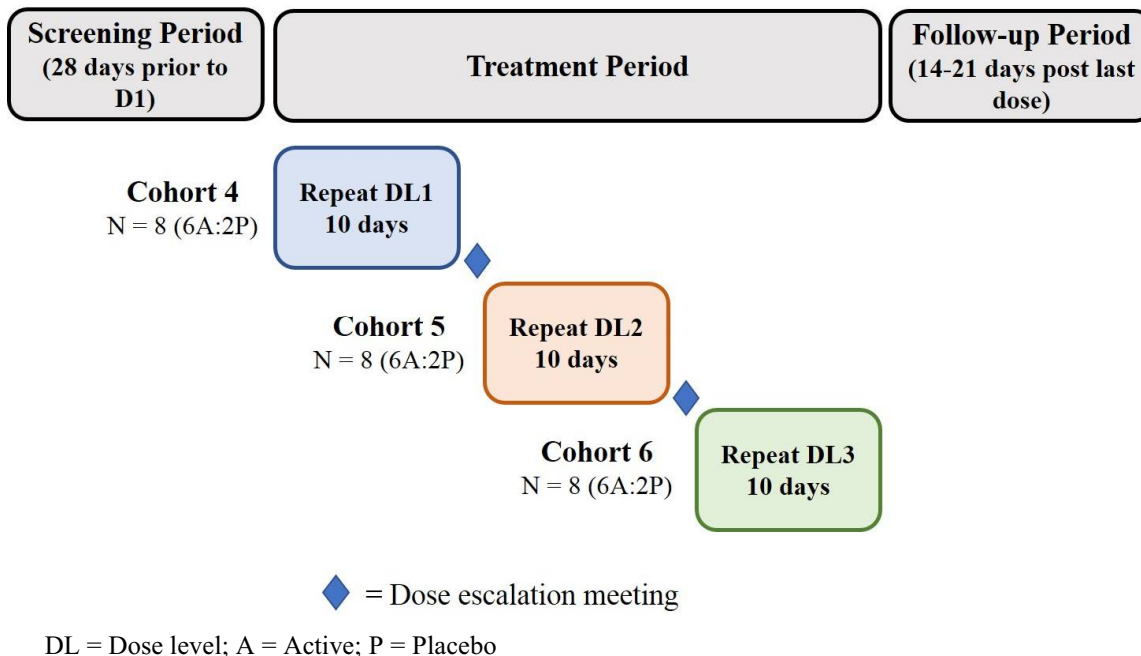 Screening Period
(28 days prior to
D1)
Treatment Period
Follow-up Period
(14-21 days post last
dose)
Cohort 4
N = 8 (6A:2P)
Repeat DL1
10 days
Cohort 5
N = 8 (6A:2P)
Repeat DL2
10 days
Cohort 6
N = 8 (6A:2P)
Repeat DL3
10 days
= Dose escalation meeting
DL = Dose level; A = Active; P = Placebo